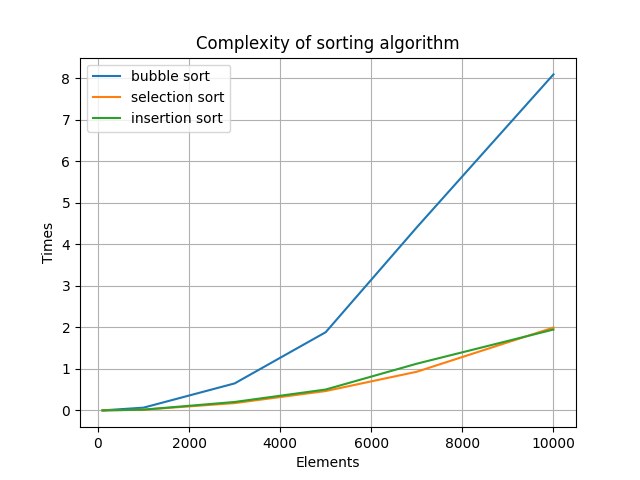 Complexity of sorting algorithm
bubble sort
selection sort
insertion sort
8
7
6
5
4
3
2
1
0
Times
0 2000 4000 6000 8000 10000
Elements